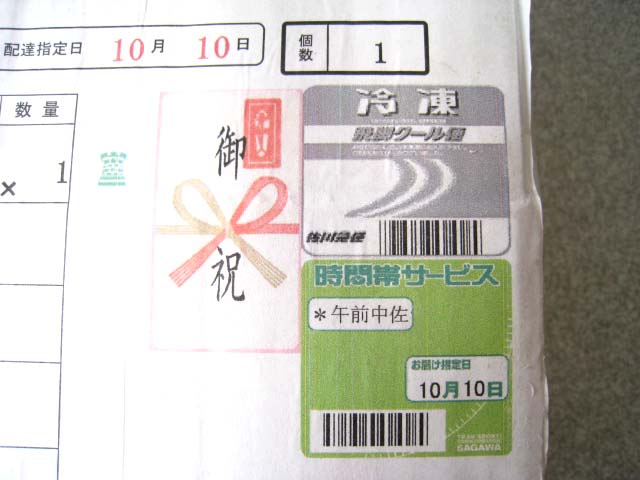 配達指定日 10月 10日
個数 1
数量
× 1
御祝
冷凍
飛脚クール便
佐川急便
時間帯サービス
*午前中佐
お届け指定日
10月10日
SAGAWA